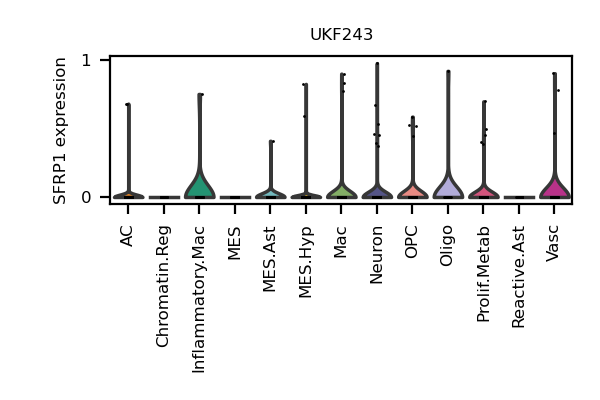 UKF243
SFRP1 expression
1
0
AC
Chromatin.Reg
Inflammatory.Mac
MES
MES.Ast
MES.Hyp
Mac
Neuron
OPC
Oligo
Prolif.Metab
Reactive.Ast
Vasc